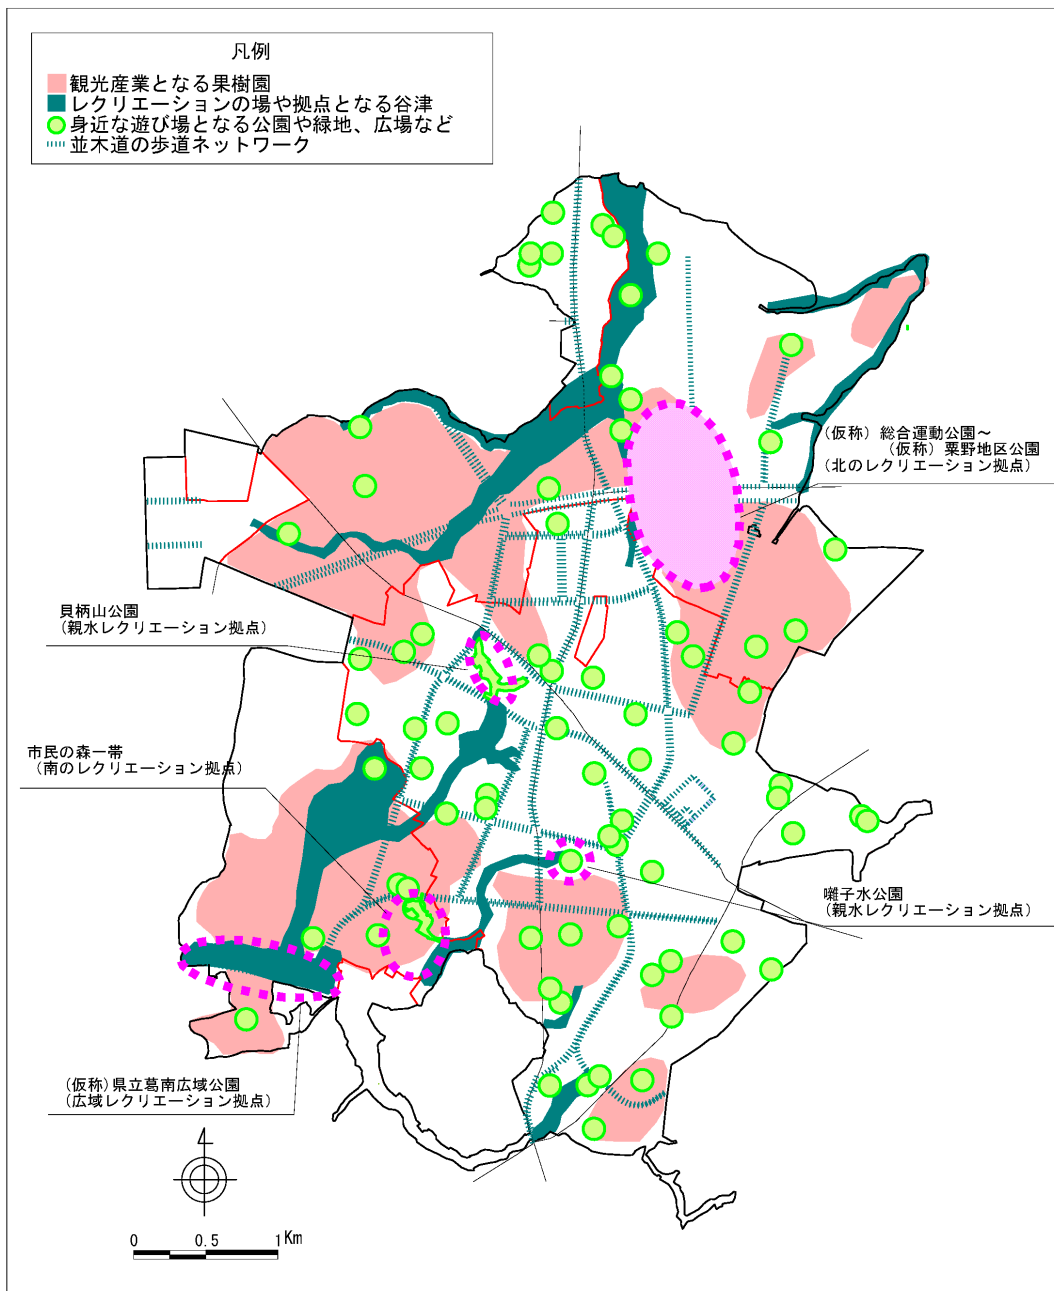 凡例
観光産業となる果樹園
レクリエーションの場や拠点となる谷津
身近な遊び場となる公園や緑地、広場など
並木道の歩道ネットワーク
(仮称)総合運動公園～
(仮称)粟野地区公園
(北のレクリエーション拠点)
貝柄山公園
(親水レクリエーション拠点)
市民の森一帯
(南のレクリエーション拠点)
囃子水公園
(親水レクリエーション拠点)
(仮称)県立葛南広域公園
(広域レクリエーション拠点)
4
0 0.5 1 Km